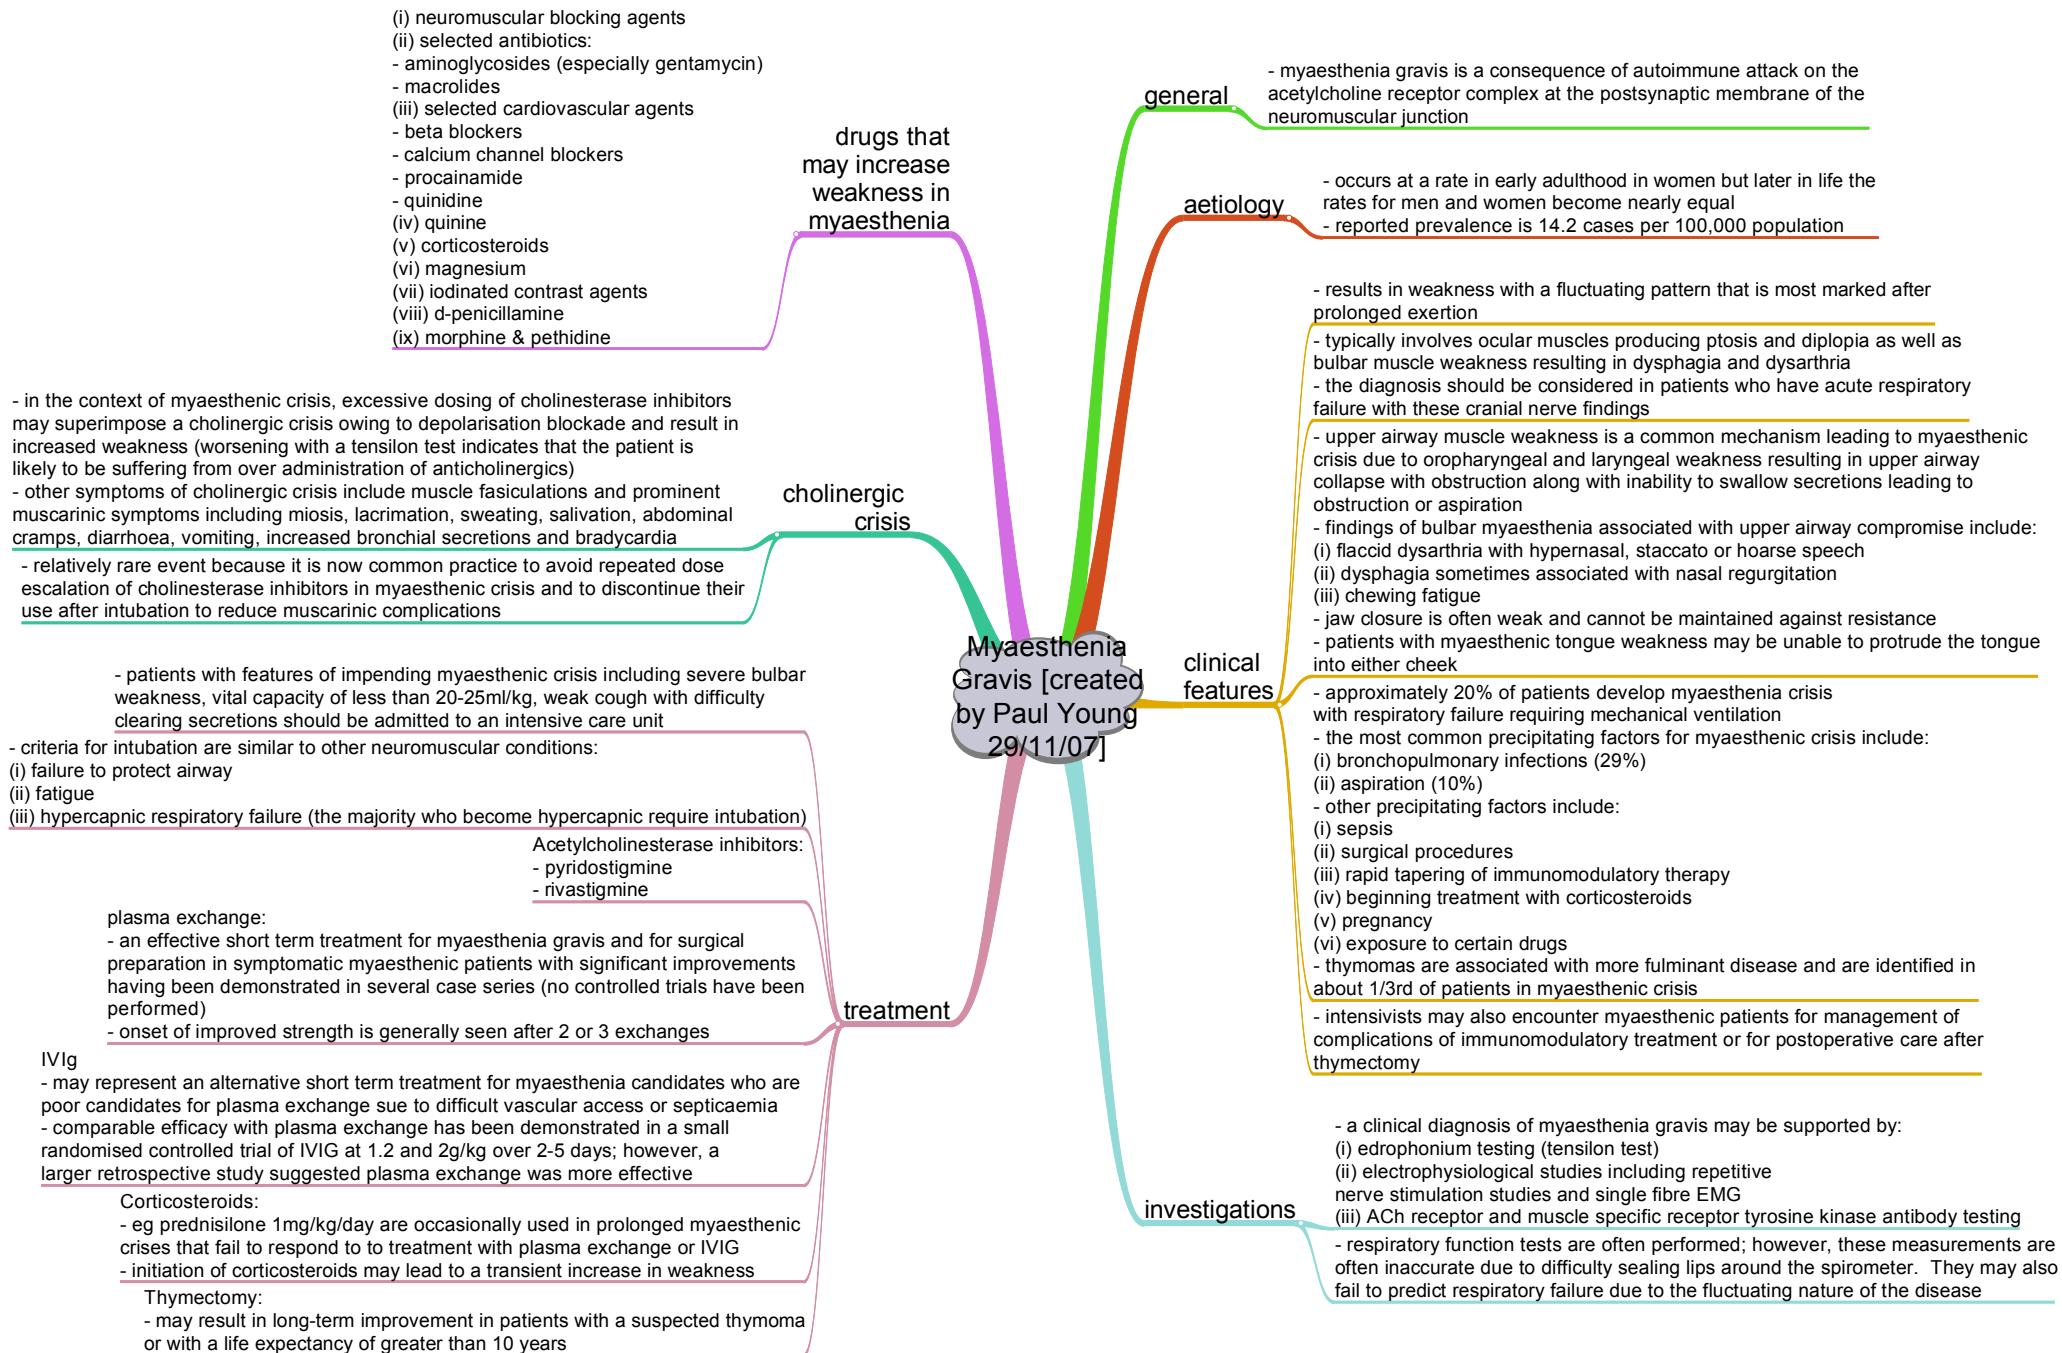 (i) neuromuscular blocking agents
(ii) selected antibiotics:
- aminoglycosides (especially gentamycin)
- macrolides
(iii) selected cardiovascular agents
- beta blockers
- calcium channel blockers
- procainamide
- quinidine
(iv) quinine
(v) corticosteroids
(vi) magnesium
(vii) iodinated contrast agents
(viii) d-penicillamine
(ix) morphine & pethidine
drugs that
may increase
weakness in
myaesthenia
- in the context of myaesthenic crisis, excessive dosing of cholinesterase inhibitors
may superimpose a cholinergic crisis owing to depolarisation blockade and result in
increased weakness (worsening with a tensilon test indicates that the patient is
likely to be suffering from over administration of anticholinergics)
- other symptoms of cholinergic crisis include muscle fasiculations and prominent
muscarinic symptoms including miosis, lacrimation, sweating, salivation, abdominal
cramps, diarrhoea, vomiting, increased bronchial secretions and bradycardia
- relatively rare event because it is now common practice to avoid repeated dose
escalation of cholinesterase inhibitors in myaesthenic crisis and to discontinue their
use after intubation to reduce muscarinic complications
cholinergic
crisis
- patients with features of impending myaesthenic crisis including severe bulbar
weakness, vital capacity of less than 20-25ml/kg, weak cough with difficulty
clearing secretions should be admitted to an intensive care unit
- criteria for intubation are similar to other neuromuscular conditions:
(i) failure to protect airway
(ii) fatigue
(iii) hypercapnic respiratory failure (the majority who become hypercapnic require intubation)
Acetylcholinesterase inhibitors:
- pyridostigmine
- rivastigmine
plasma exchange:
- an effective short term treatment for myaesthenia gravis and for surgical
preparation in symptomatic myaesthenic patients with significant improvements
having been demonstrated in several case series (no controlled trials have been
performed)
- onset of improved strength is generally seen after 2 or 3 exchanges
IVIg
- may represent an alternative short term treatment for myaesthenia candidates who are
poor candidates for plasma exchange sue to difficult vascular access or septicaemia
- comparable efficacy with plasma exchange has been demonstrated in a small
randomised controlled trial of IVIG at 1.2 and 2g/kg over 2-5 days; however, a
larger retrospective study suggested plasma exchange was more effective
Corticosteroids:
- eg prednisilone 1mg/kg/day are occasionally used in prolonged myaesthenic
crises that fail to respond to to treatment with plasma exchange or IVIG
- initiation of corticosteroids may lead to a transient increase in weakness
Thymectomy:
- may result in long-term improvement in patients with a suspected thymoma
or with a life expectancy of greater than 10 years
treatment
Myaesthenia
Gravis [created
by Paul Young
29/11/07]
general
- myaesthenia gravis is a consequence of autoimmune attack on the
acetylcholine receptor complex at the postsynaptic membrane of the
neuromuscular junction
aetiology
- occurs at a rate in early adulthood in women but later in life the
rates for men and women become nearly equal
- reported prevalence is 14.2 cases per 100,000 population
clinical
features
- results in weakness with a fluctuating pattern that is most marked after
prolonged exertion
- typically involves ocular muscles producing ptosis and diplopia as well as
bulbar muscle weakness resulting in dysphagia and dysarthria
- the diagnosis should be considered in patients who have acute respiratory
failure with these cranial nerve findings
- upper airway muscle weakness is a common mechanism leading to myaesthenic
crisis due to oropharyngeal and laryngeal weakness resulting in upper airway
collapse with obstruction along with inability to swallow secretions leading to
obstruction or aspiration
- findings of bulbar myaesthenia associated with upper airway compromise include:
(i) flaccid dysarthria with hypernasal, staccato or hoarse speech
(ii) dysphagia sometimes associated with nasal regurgitation
(iii) chewing fatigue
- jaw closure is often weak and cannot be maintained against resistance
- patients with myaesthenic tongue weakness may be unable to protrude the tongue
into either cheek
- approximately 20% of patients develop myaesthenia crisis
with respiratory failure requiring mechanical ventilation
- the most common precipitating factors for myaesthenic crisis include:
(i) bronchopulmonary infections (29%)
(ii) aspiration (10%)
- other precipitating factors include:
(i) sepsis
(ii) surgical procedures
(iii) rapid tapering of immunomodulatory therapy
(iv) beginning treatment with corticosteroids
(v) pregnancy
(vi) exposure to certain drugs
- thymomas are associated with more fulminant disease and are identified in
about 1/3rd of patients in myaesthenic crisis
- intensivists may also encounter myaesthenic patients for management of
complications of immunomodulatory treatment or for postoperative care after
thymectomy
investigations
- a clinical diagnosis of myaesthenia gravis may be supported by:
(i) edrophonium testing (tensilon test)
(ii) electrophysiological studies including repetitive
nerve stimulation studies and single fibre EMG
(iii) ACh receptor and muscle specific receptor tyrosine kinase antibody testing
- respiratory function tests are often performed; however, these measurements are
often inaccurate due to difficulty sealing lips around the spirometer.  They may also
fail to predict respiratory failure due to the fluctuating nature of the disease